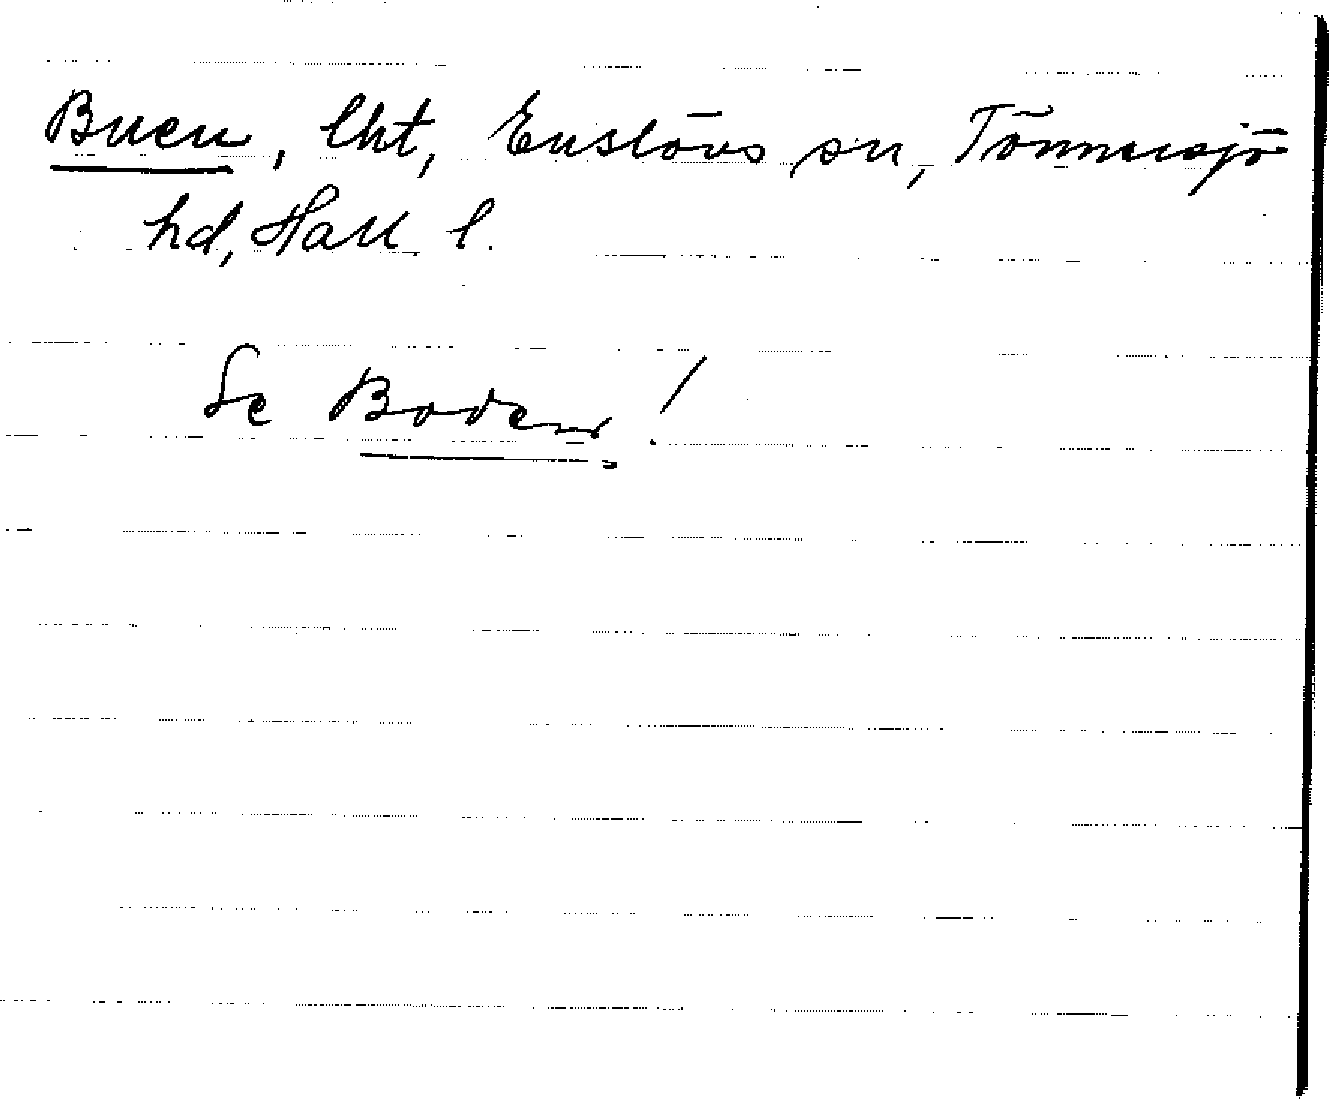 Buen, lht, Enslövs sn, Tönnersjö
hd, Hall l.
Se Boden!